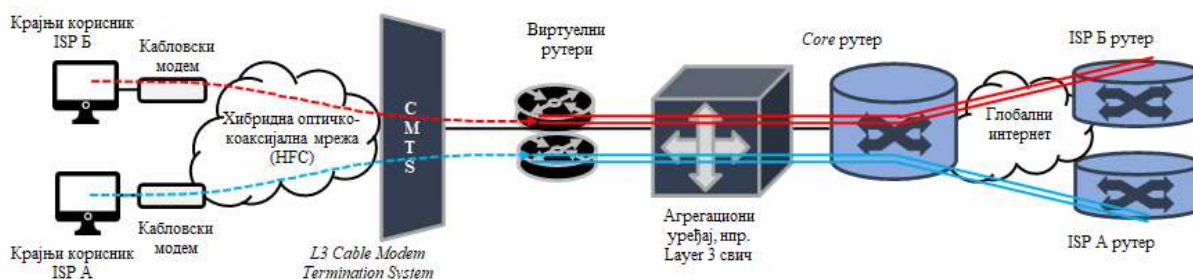 Крајњи корисник
ISP Б
Кабловски
модем
Хибридна оптичко-
коаксијална мрежа
(HFC)
Крајњи корисник
ISP А
Кабловски
модем
C
M
T
S
L3 Cable Modem
Termination System
Виртуелни
рутери
Агрегациони
уређај, нпр.
Layer 3 свич
Core рутер
Глобални
интернет
ISP Б рутер
ISP А рутер